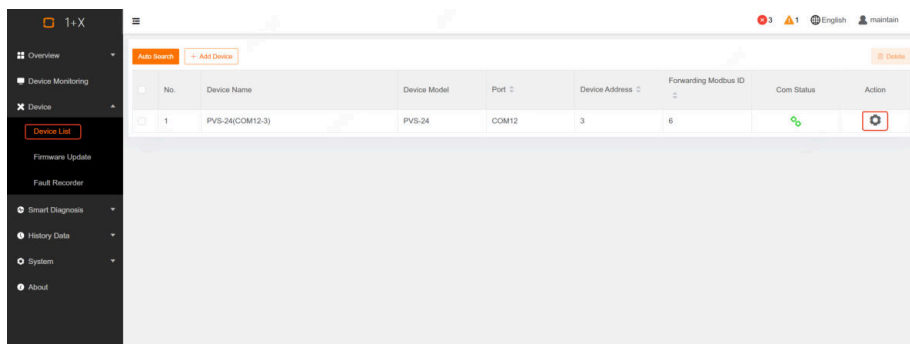 1+X
3 1 English maintain
Overview
Device Monitoring
Device
Device List
Firmware Update
Fault Recorder
Smart Diagnosis
History Data
System
About
Auto Search + Add Device Delete
No. Device Name Device Model Port Device Address Forwarding Modbus ID Com Status Action
1 PVS-24(COM12-3) PVS-24 COM12 3 6